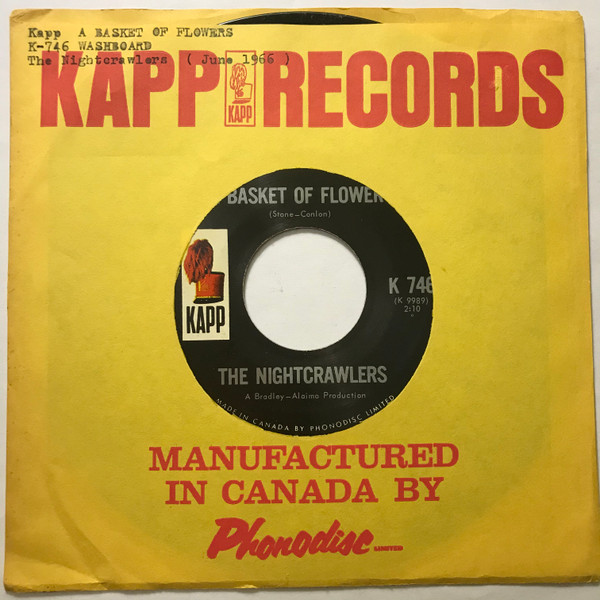 Kapp A BASKET OF FLOWERS
K-746 WASHBOARD
The Nightcrawlers ( June 1966 )
KAPP KAPP RECORDS
BASKET OF FLOWER
(Stone-Conlon)
KAPP
K 746
(K 9989)
2:10
THE NIGHTCRAWLERS
A Bradley-Alaimo Production
MADE IN CANADA BY PHONODISC LIMITED
MANUFACTURED
IN CANADA BY
Phonodisc LIMITED